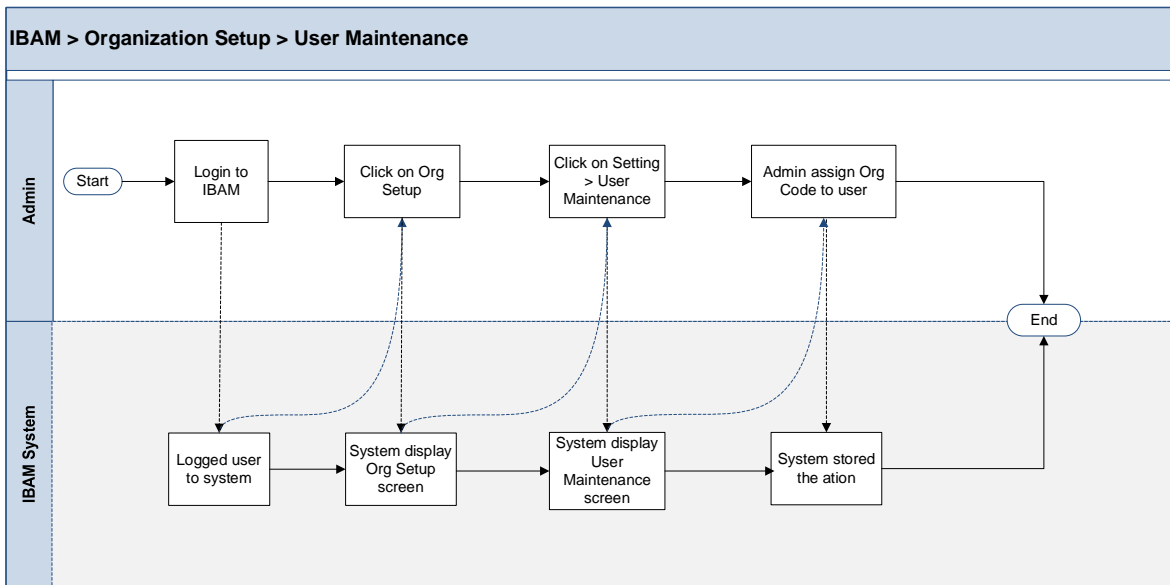 IBAM > Organization Setup > User Maintenance
Admin
Start
Login to
IBAM
Click on Org
Setup
Click on Setting
> User
Maintenance
Admin assign Org
Code to user
End
IBAM System
Logged user
to system
System display
Org Setup
screen
System display
User
Maintenance
screen
System stored
the ation